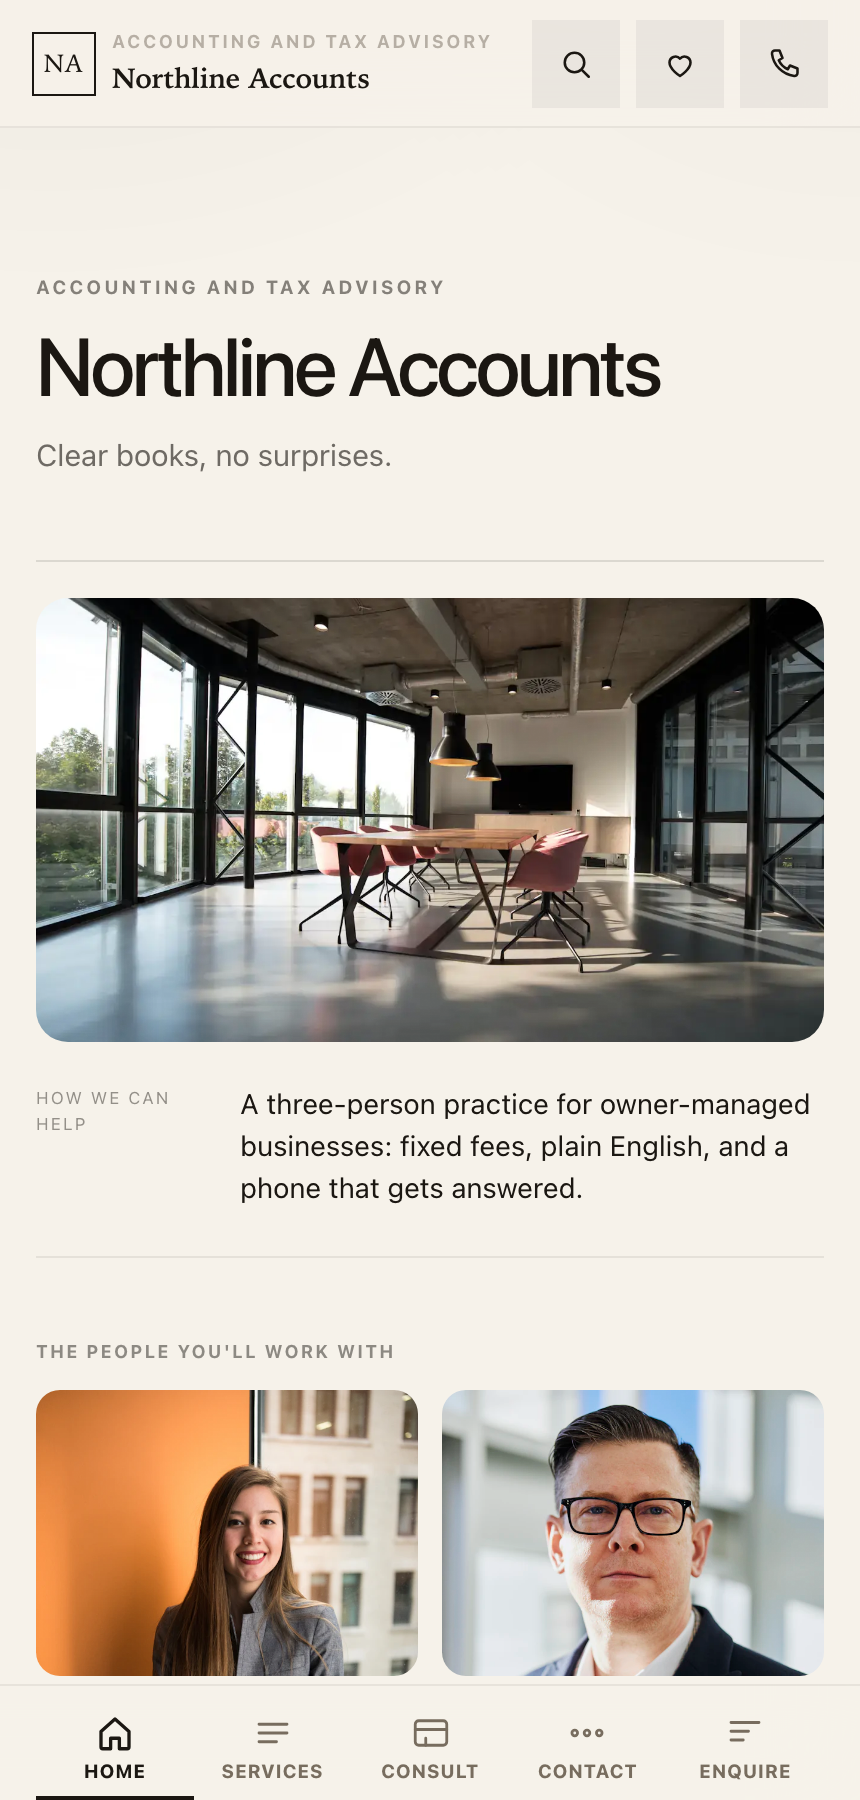 NA
ACCOUNTING AND TAX ADVISORY
Northline Accounts
ACCOUNTING AND TAX ADVISORY
Northline Accounts
Clear books, no surprises.
HOW WE CAN
HELP
A three-person practice for owner-managed
businesses: fixed fees, plain English, and a
phone that gets answered.
THE PEOPLE YOU'LL WORK WITH
HOME
SERVICES
CONSULT
CONTACT
ENQUIRE